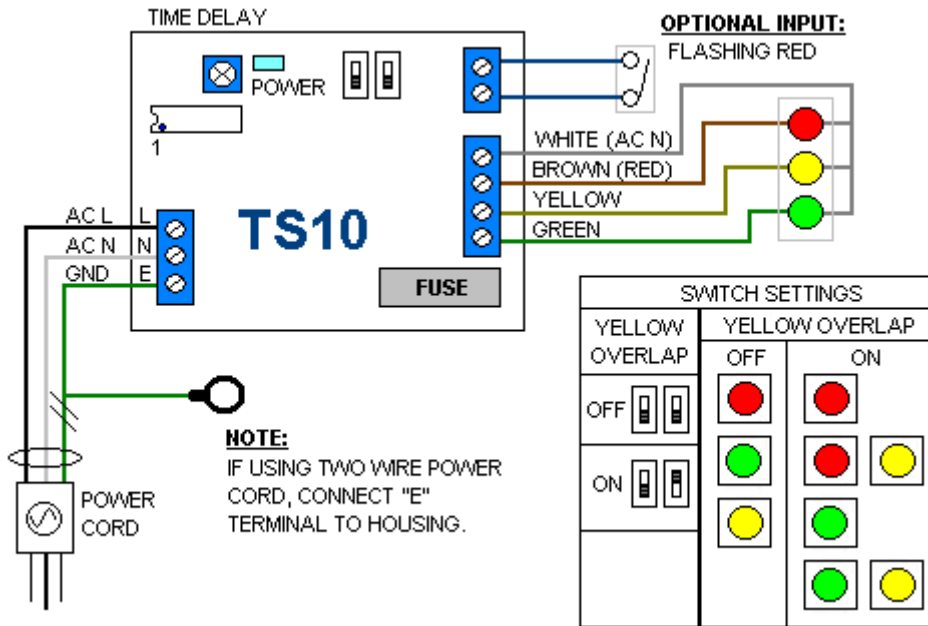 TIME DELAY
OPTIONAL INPUT:
FLASHING RED
POWER
1
WHITE (AC N)
BROWN (RED)
YELLOW
GREEN
AC L L
AC N N
GND E
TS10
FUSE
NOTE:
IF USING TWO WIRE POWER
CORD, CONNECT "E"
TERMINAL TO HOUSING.
POWER
CORD
SWITCH SETTINGS
YELLOW
OVERLAP
YELLOW OVERLAP
OFF ON
OFF
ON